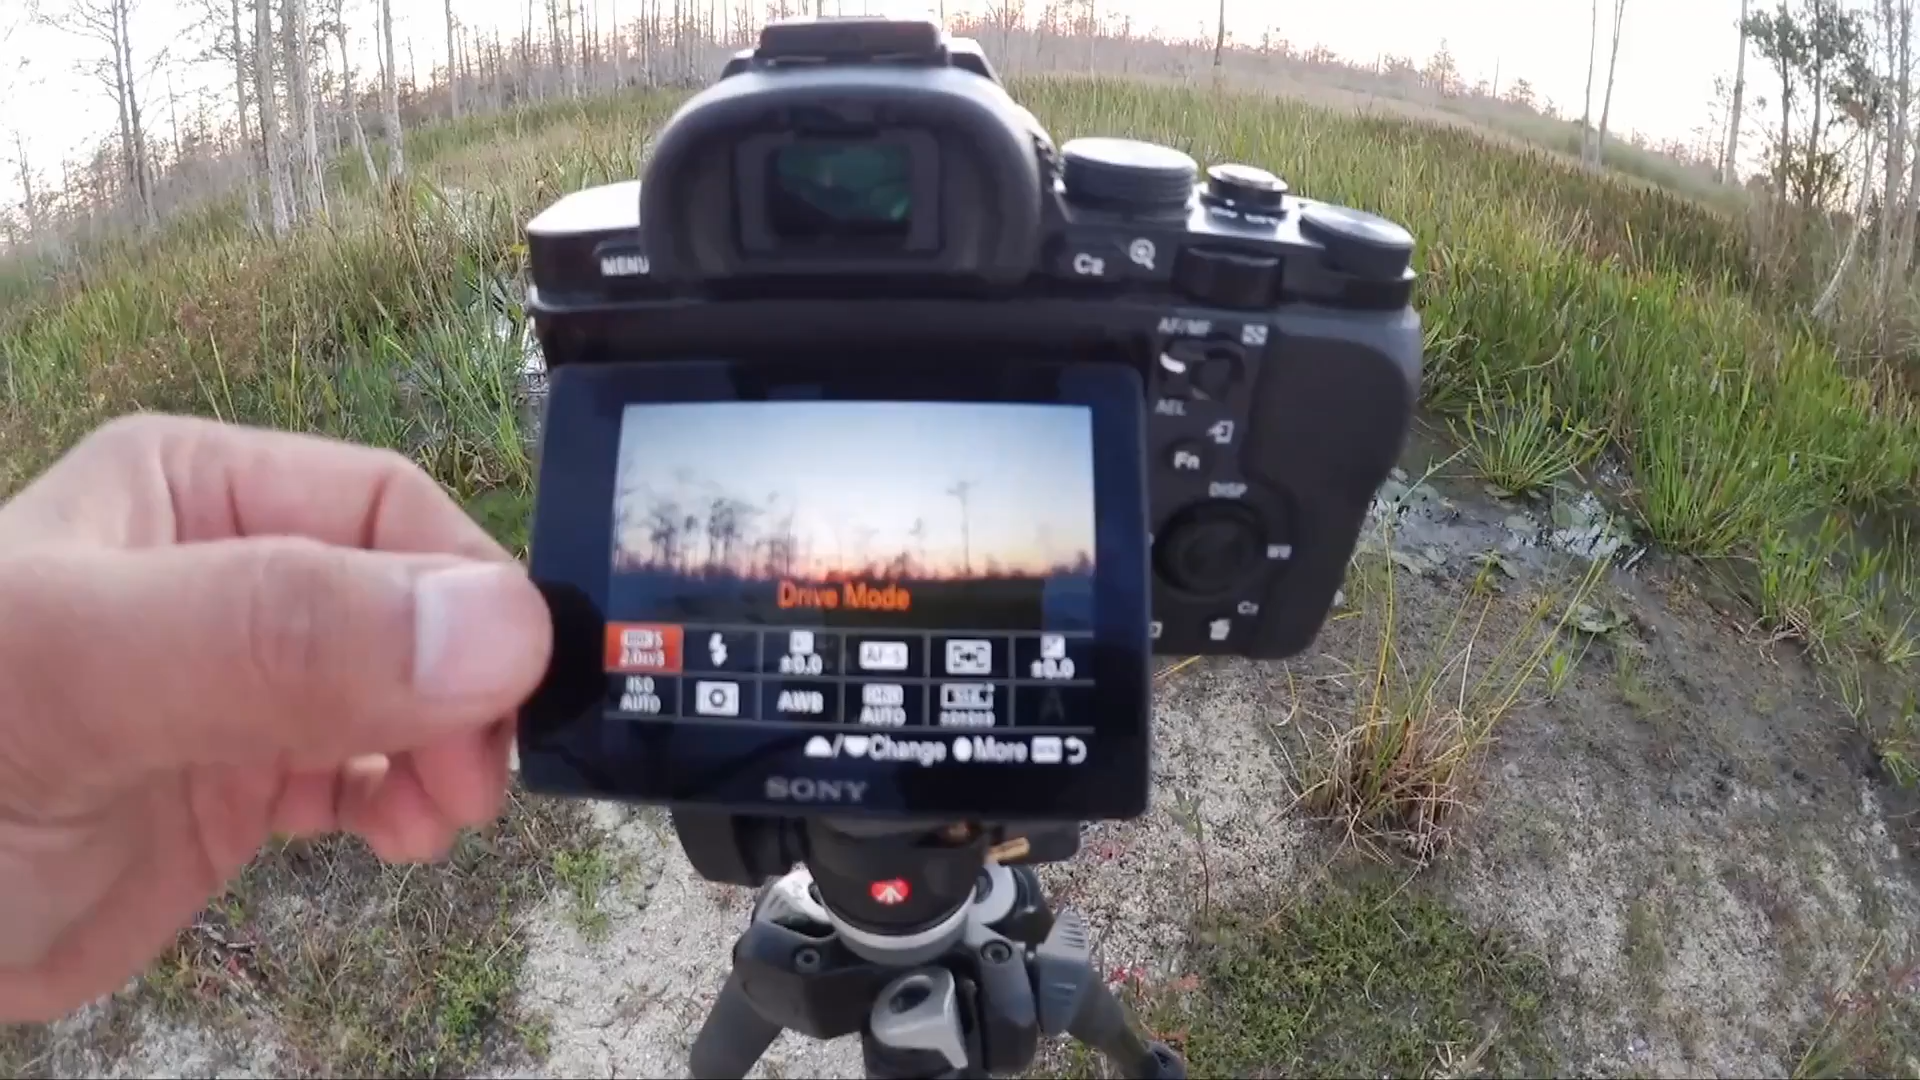 MENU
C2
AF/MF
AEL
Fn
DISP
Drive Mode
±0.0
AF-S
±0.0
ISO
AUTO
AWB
AUTO
/ Change More
SONY